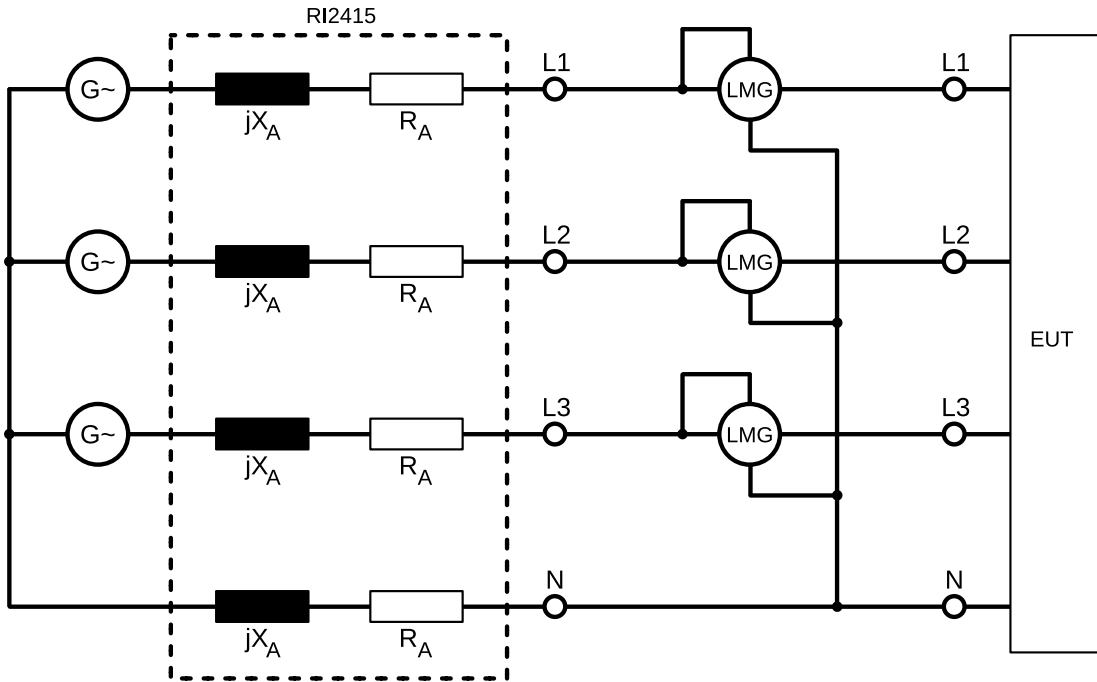 RI2415
L1
L1
G~
LMG
jXA
RA
L2
L2
G~
LMG
jXA
RA
EUT
L3
L3
G~
LMG
jXA
RA
N
N
jXA
RA